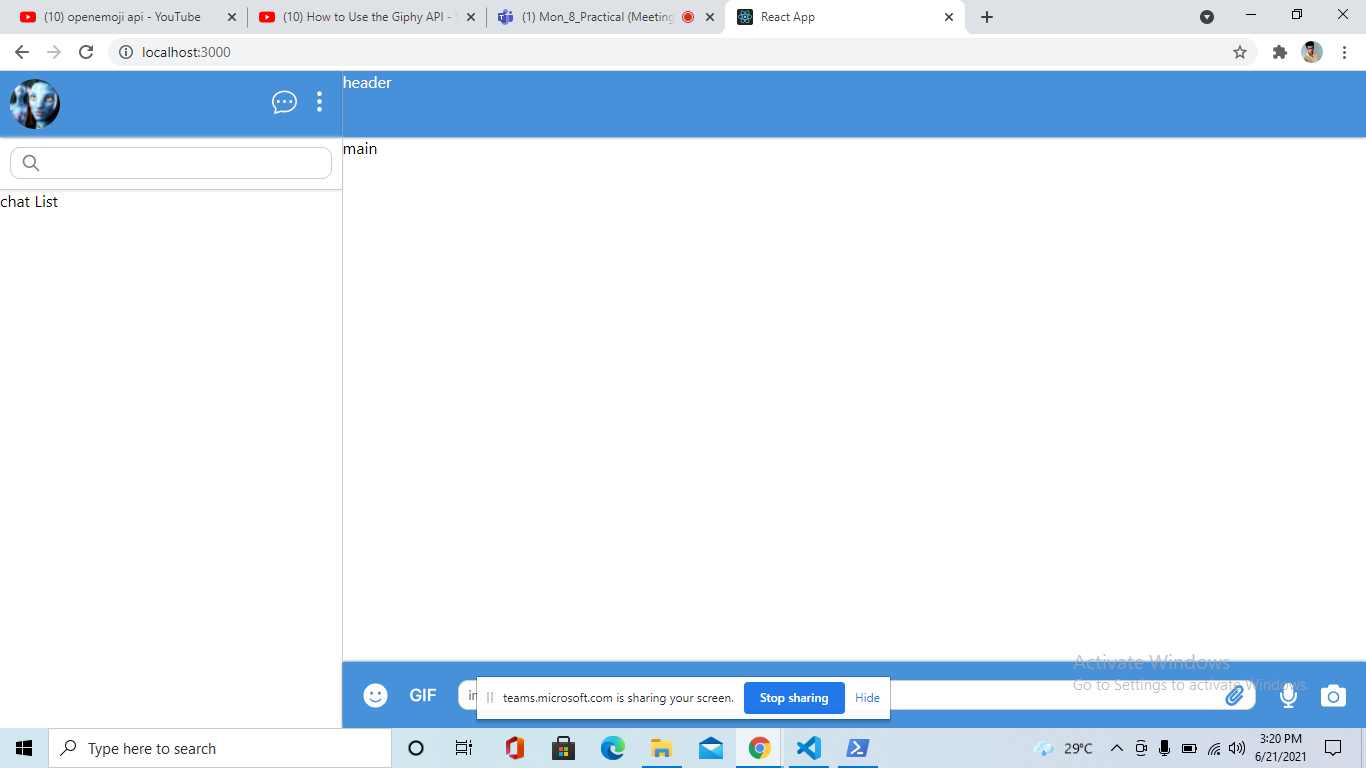 (10) openemoji api - YouTube
(10) How to Use the Giphy API -
(1) Mon_8_Practical (Meeting
React App
localhost:3000
header
main
chat List
Activate Windows
Go to Settings to activate Windows.
GIF
teams.microsoft.com is sharing your screen.
Stop sharing
Hide
Type here to search
29°C
3:20 PM
6/21/2021